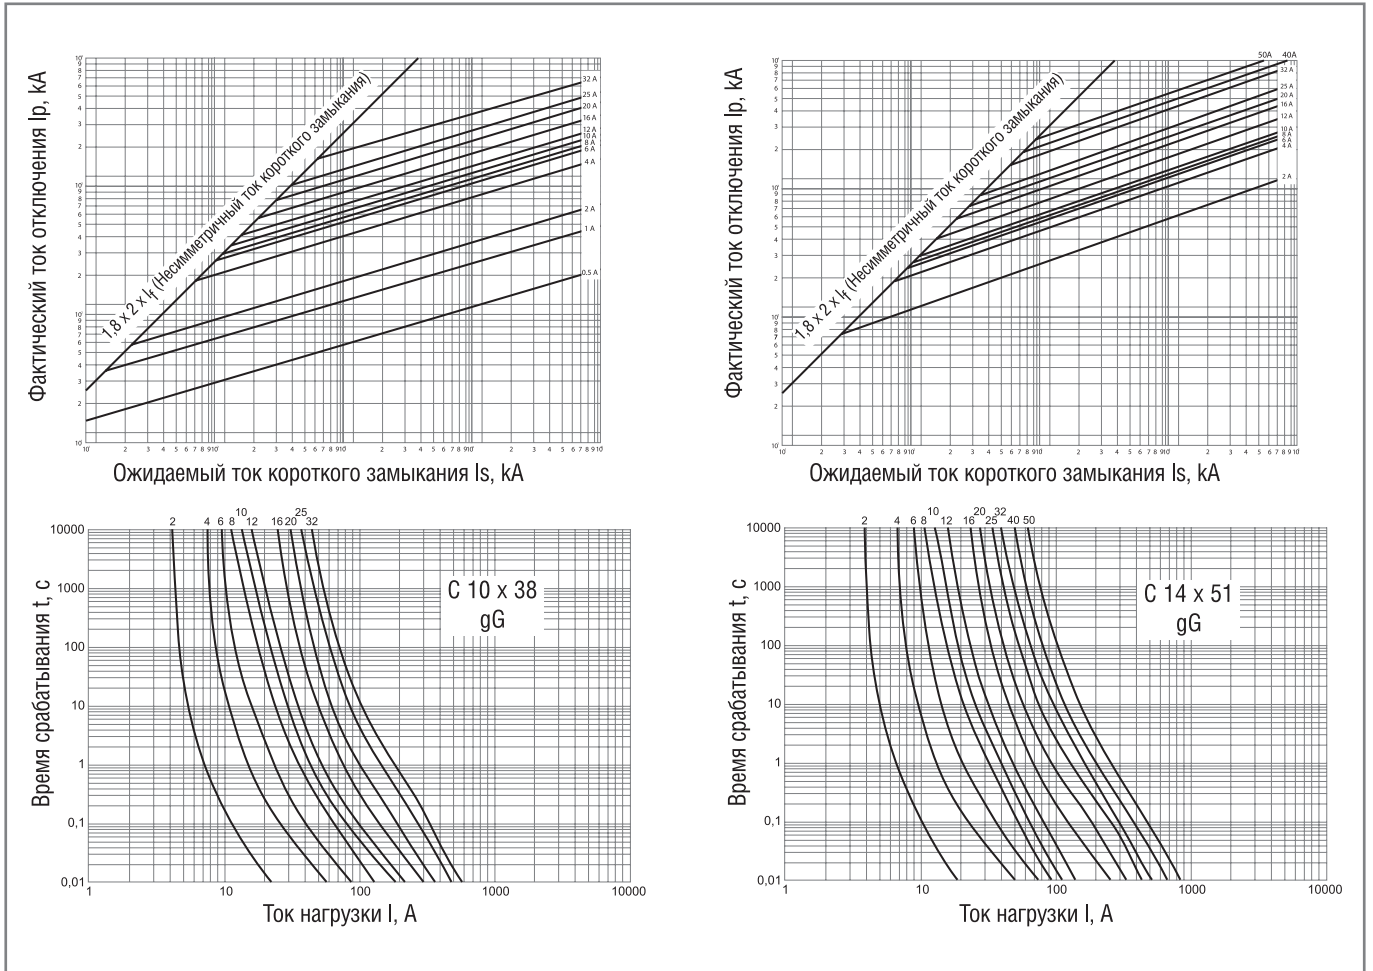 Фактический ток отключения Ip, kA
1,8 x 2 x If (Несимметричный ток короткого замыкания)
32 A
25 A
20 A
16 A
12 A
10 A
8 A
6 A
4 A
2 A
1 A
0.5 A
Ожидаемый ток короткого замыкания Is, kA
Фактический ток отключения Ip, kA
1,8 x 2 x If (Несимметричный ток короткого замыкания)
50A 40A
32 A
25 A
20 A
16 A
12 A
10 A
8 A
6 A
4 A
2 A
Ожидаемый ток короткого замыкания Is, kA
Время срабатывания t, c
2 4 6 8 10 12 16 20 25 32
10000
1000
100
10
1
0,1
0,01
C 10 x 38
gG
1 10 100 1000 10000
Ток нагрузки I, A
Время срабатывания t, c
2 4 6 8 10 12 16 20 25 32 40 50
10000
1000
100
10
1
0,1
0,01
C 14 x 51
gG
1 10 100 1000 10000
Ток нагрузки I, A